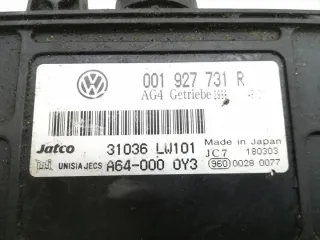 001 927 731 R
AG4 Getriebe
Jatco 31036 LW101 Made in Japan
JC7 180303
UNISIA JECS A64-000 0Y3 960 0028 0077